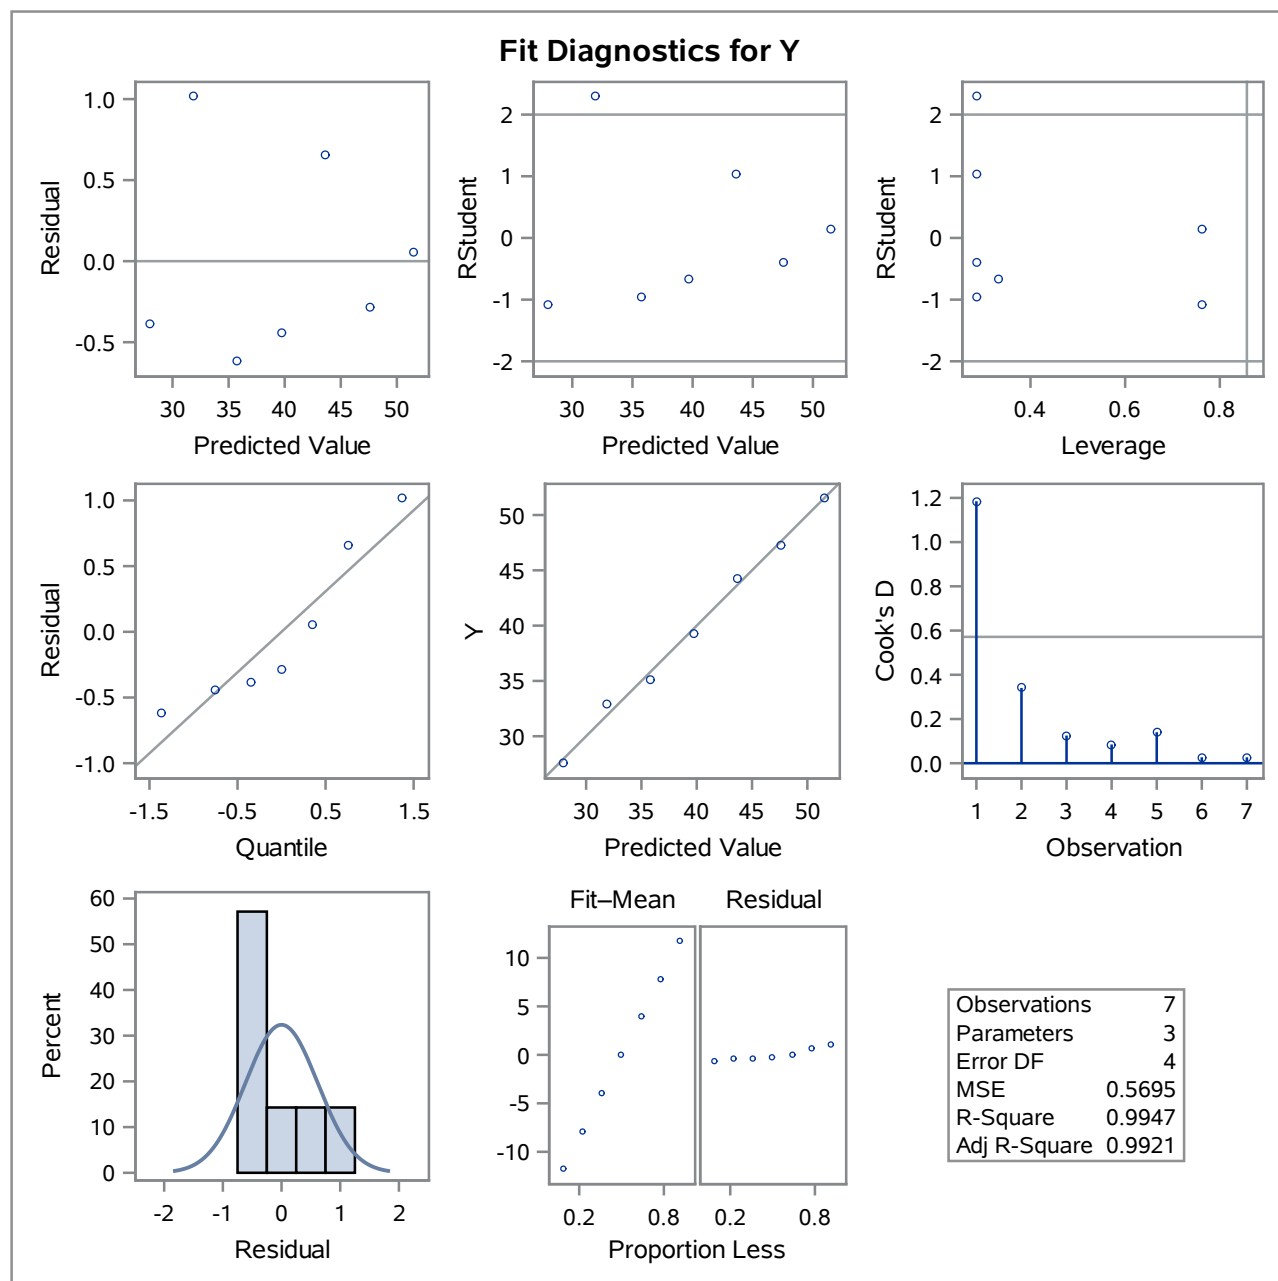 Fit Diagnostics for Y
1.0
0.5
0.0
-0.5
Residual
30 35 40 45 50
Predicted Value
2
1
0
-1
-2
RStudent
30 35 40 45 50
Predicted Value
2
1
0
-1
-2
RStudent
0.4 0.6 0.8
Leverage
1.0
0.5
0.0
-0.5
-1.0
Residual
-1.5 -0.5 0.5 1.5
Quantile
50
45
40
35
30
Y
30 35 40 45 50
Predicted Value
1.2
1.0
0.8
0.6
0.4
0.2
0.0
Cook's D
1 2 3 4 5 6 7
Observation
60
50
40
30
20
10
0
Percent
-2 -1 0 1 2
Residual
Fit–Mean Residual
10
5
0
-5
-10
0.2 0.8 0.2 0.8
Proportion Less
Observations 7
Parameters 3
Error DF 4
MSE 0.5695
R-Square 0.9947
Adj R-Square 0.9921